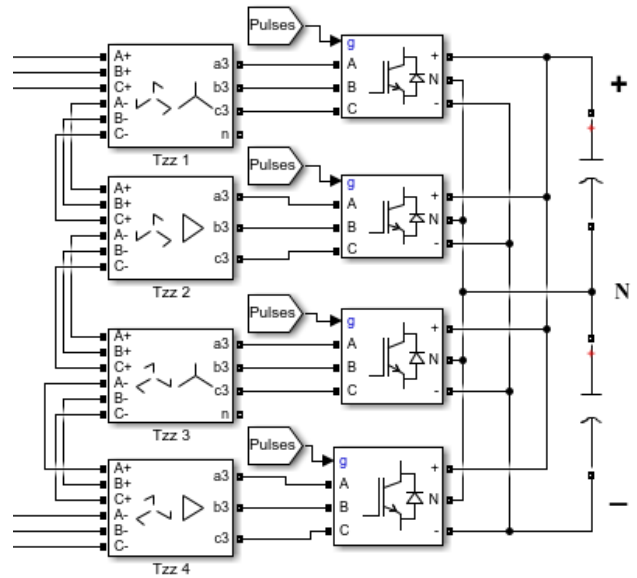 Pulses
A+
B+
C+
A-
B-
C-
a3
b3
c3
n
Tzz 1
g
A
B
C
+
N
-
+
Pulses
A+
B+
C+
A-
B-
C-
a3
b3
c3
Tzz 2
g
A
B
C
+
N
-
N
Pulses
A+
B+
C+
A-
B-
C-
a3
b3
c3
n
Tzz 3
g
A
B
C
+
N
-
Pulses
A+
B+
C+
A-
B-
C-
a3
b3
c3
Tzz 4
g
A
B
C
+
N
-
−